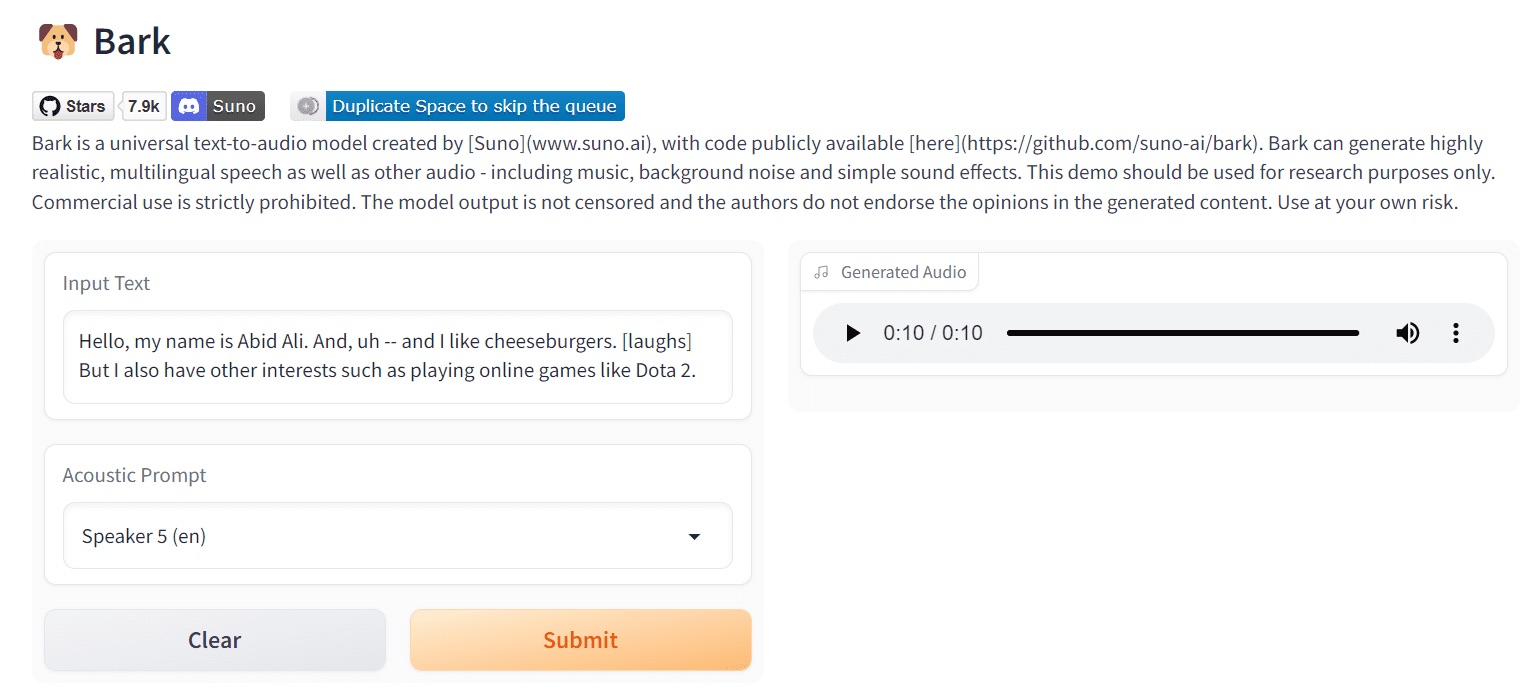 Bark
Stars 7.9k Suno Duplicate Space to skip the queue
Bark is a universal text-to-audio model created by [Suno](www.suno.ai), with code publicly available [here](https://github.com/suno-ai/bark). Bark can generate highly
realistic, multilingual speech as well as other audio - including music, background noise and simple sound effects. This demo should be used for research purposes only.
Commercial use is strictly prohibited. The model output is not censored and the authors do not endorse the opinions in the generated content. Use at your own risk.
Input Text
Hello, my name is Abid Ali. And, uh -- and I like cheeseburgers. [laughs]
But I also have other interests such as playing online games like Dota 2.
Acoustic Prompt
Speaker 5 (en)
Clear
Submit
Generated Audio
0:10 / 0:10